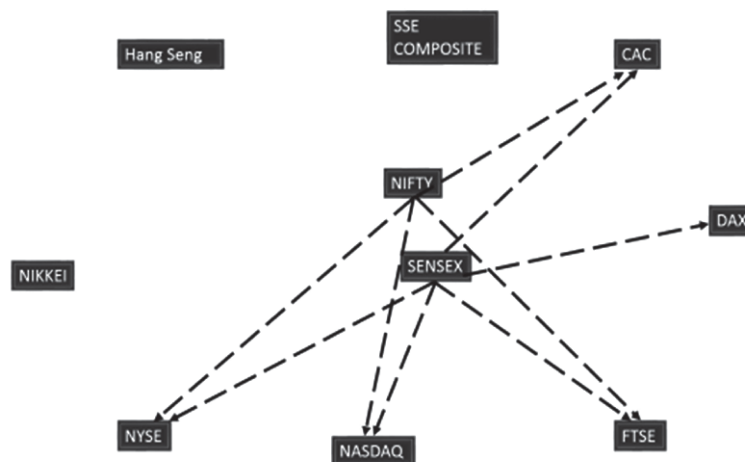 Hang Seng
SSE
COMPOSITE
CAC
NIFTY
DAX
SENSEX
NIKKEI
NYSE
NASDAQ
FTSE